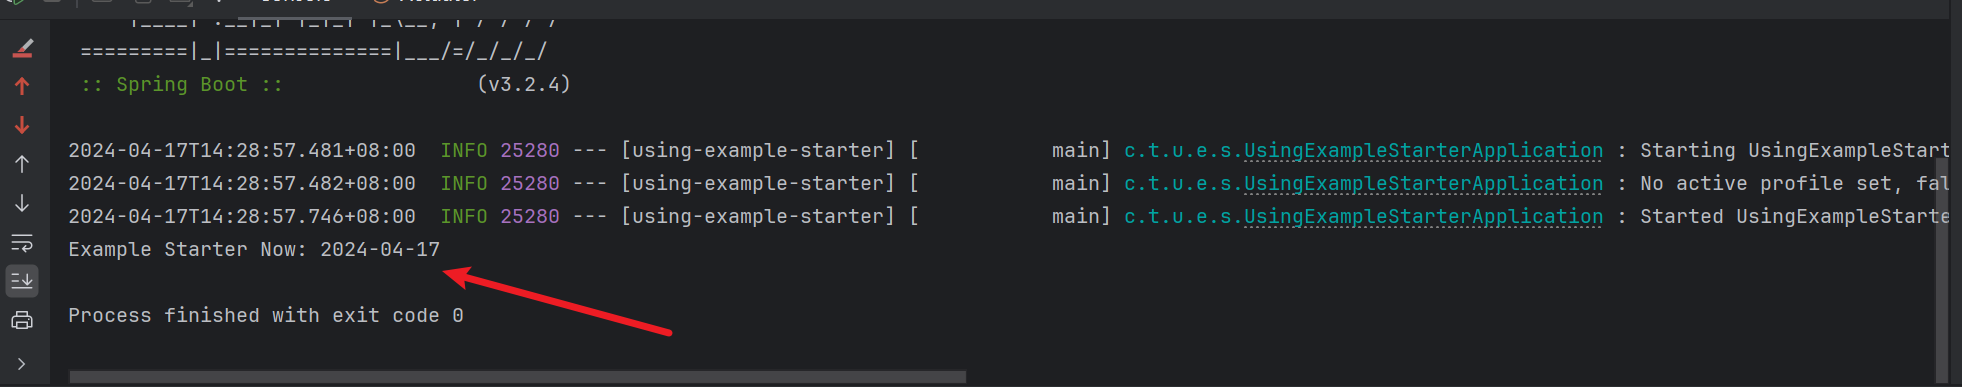 =========|_|==============|___/=/_/_/_/
:: Spring Boot :: (v3.2.4)
2024-04-17T14:28:57.481+08:00 INFO 25280 --- [using-example-starter] [ main] c.t.u.e.s.UsingExampleStarterApplication : Starting UsingExampleStart
2024-04-17T14:28:57.482+08:00 INFO 25280 --- [using-example-starter] [ main] c.t.u.e.s.UsingExampleStarterApplication : No active profile set, fal
2024-04-17T14:28:57.746+08:00 INFO 25280 --- [using-example-starter] [ main] c.t.u.e.s.UsingExampleStarterApplication : Started UsingExampleStarte
Example Starter Now: 2024-04-17
Process finished with exit code 0